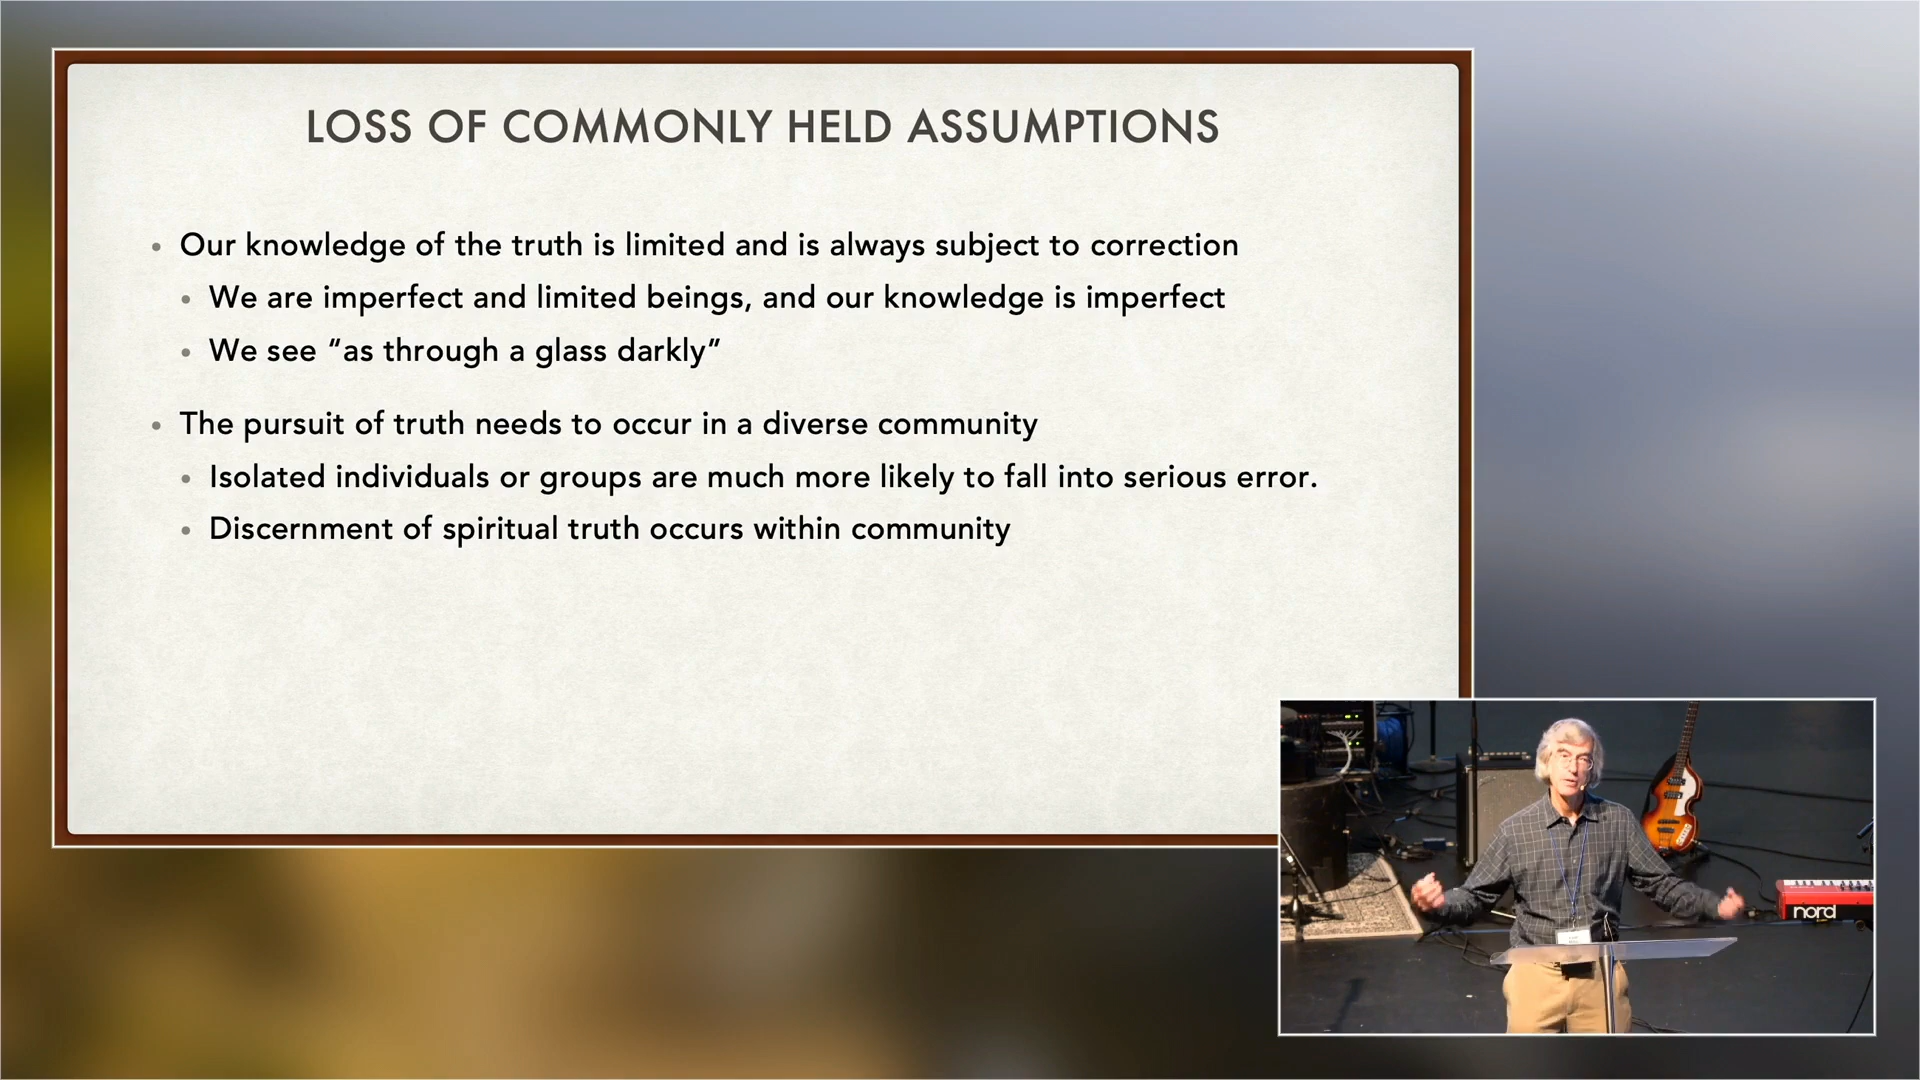 LOSS OF COMMONLY HELD ASSUMPTIONS
• Our knowledge of the truth is limited and is always subject to correction
• We are imperfect and limited beings, and our knowledge is imperfect
• We see “as through a glass darkly”
• The pursuit of truth needs to occur in a diverse community
• Isolated individuals or groups are much more likely to fall into serious error.
• Discernment of spiritual truth occurs within community
nord